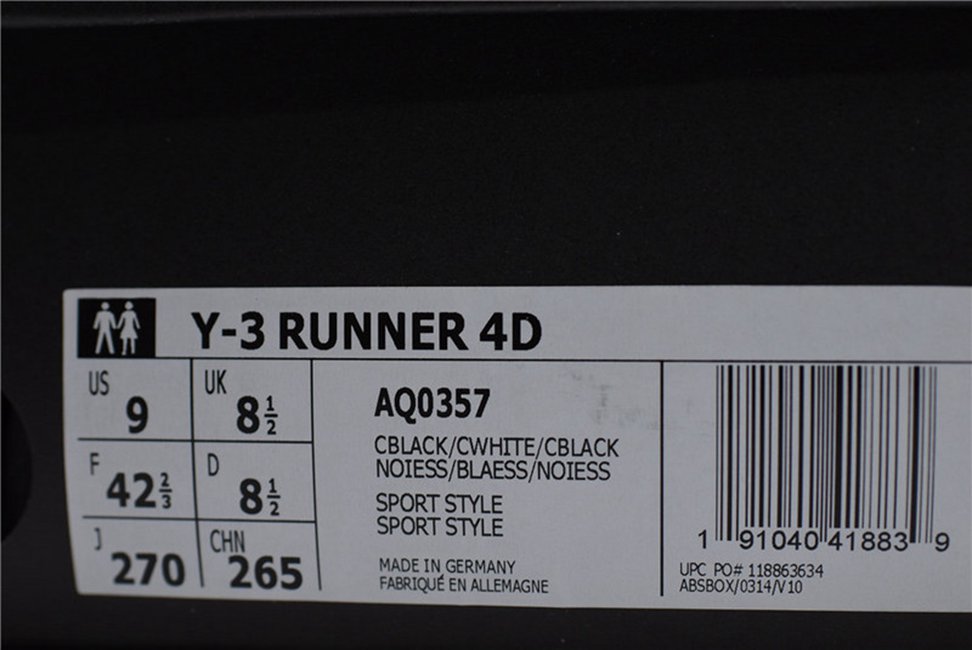 Y-3 RUNNER 4D
US 9
UK 8 1/2
F 42 2/3
D 8 1/2
J 270
CHN 265
AQ0357
CBLACK/CWHITE/CBLACK
NOIESS/BLAESS/NOIESS
SPORT STYLE
SPORT STYLE
MADE IN GERMANY
FABRIQUÉ EN ALLEMAGNE
1 91040 41883 9
UPC PO# 118863634
ABSBOX/0314/V10